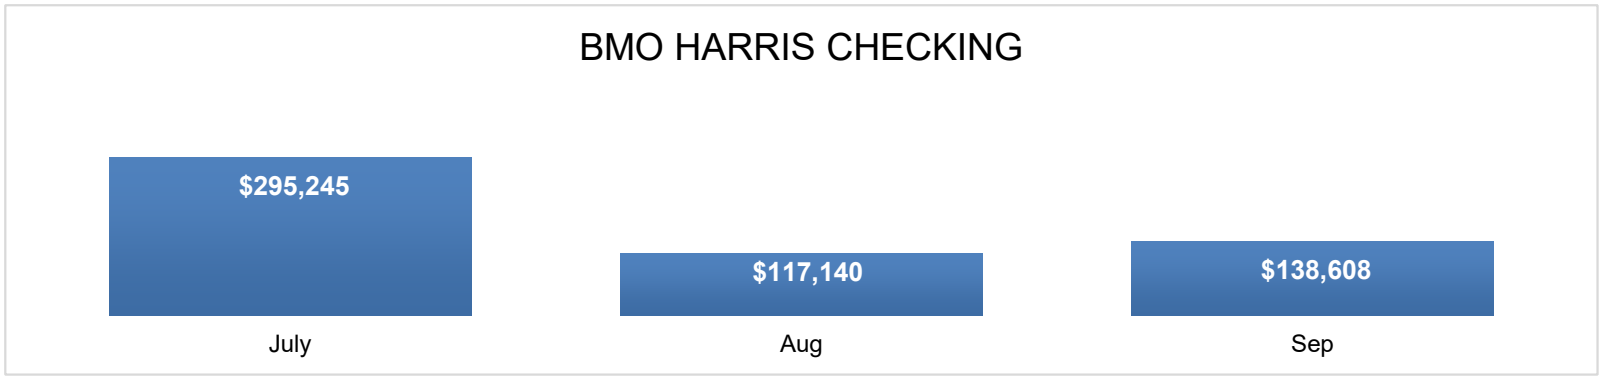 BMO HARRIS CHECKING
$295,245
$117,140
$138,608
July
Aug
Sep